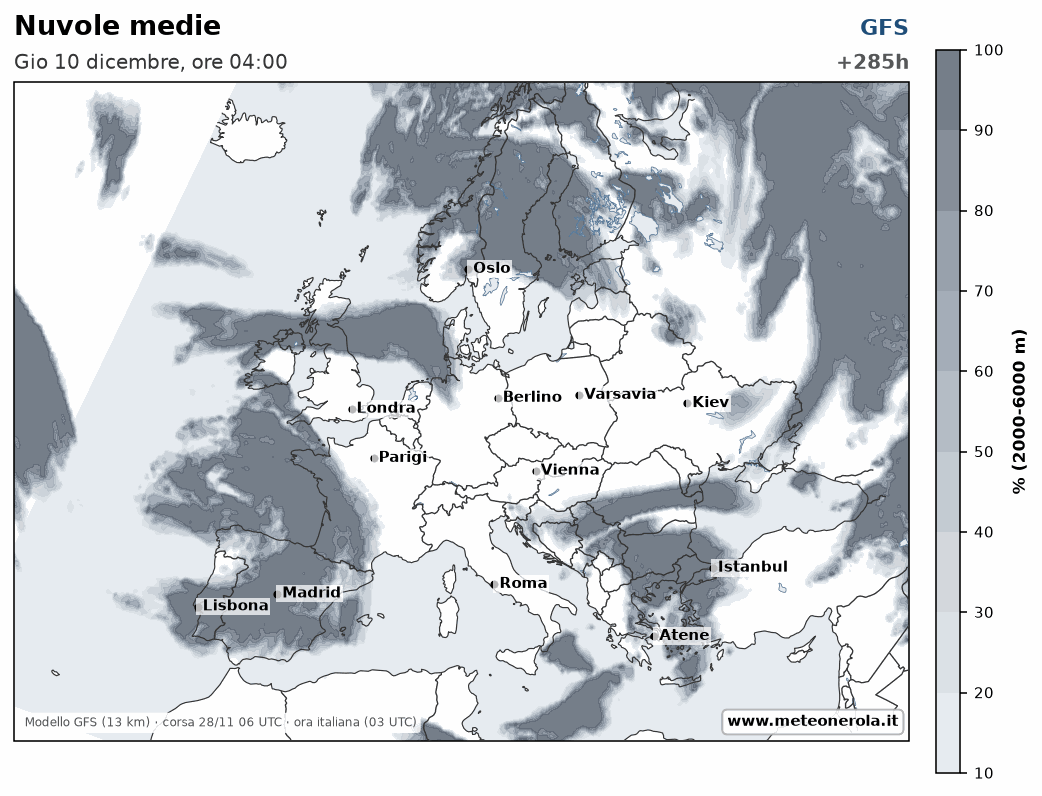 Nuvole medie
GFS
Gio 10 dicembre, ore 04:00
+285h
100
90
80
70
60
50
40
30
20
10
% (2000-6000 m)
Oslo
Berlino
Varsavia
Kiev
Londra
Parigi
Vienna
Istanbul
Roma
Madrid
Lisbona
Atene
Modello GFS (13 km) · corsa 28/11 06 UTC · ora italiana (03 UTC)
www.meteonerola.it